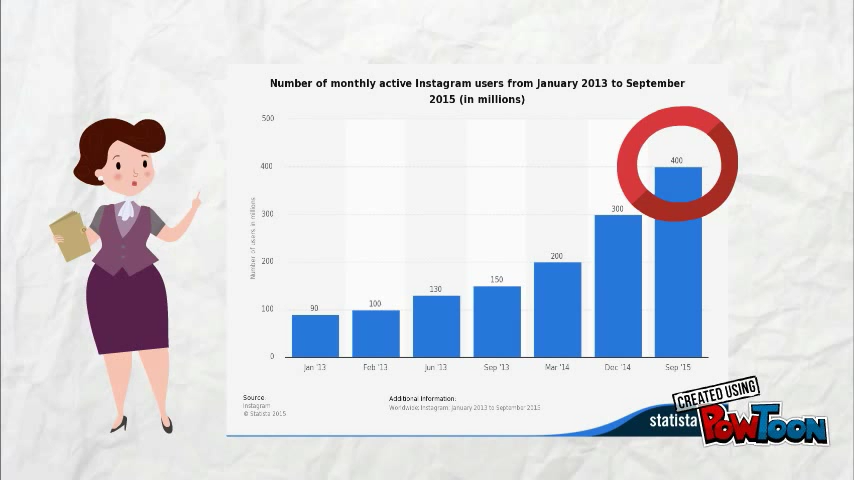 Number of monthly active Instagram users from January 2013 to September
2015 (in millions)
500
400
300
200
100
0
Number of users in millions
90
100
130
150
200
300
400
Jan '13
Feb '13
Jun '13
Sep '13
Mar '14
Dec '14
Sep '15
Source:
Instagram
© Statista 2015
Additional Information:
Worldwide; Instagram; January 2013 to September 2015
statista
CREATED USING
POWTOON